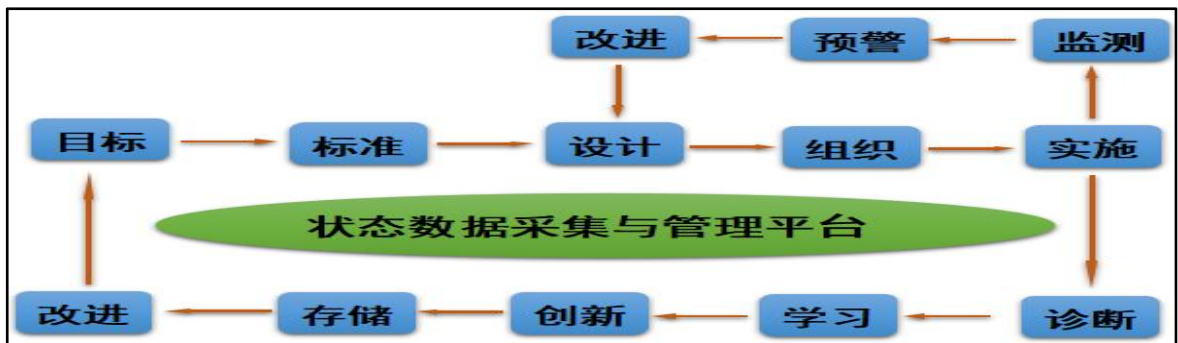 改进 预警 监测
目标 标准 设计 组织 实施
状态数据采集与管理平台
改进 存储 创新 学习 诊断